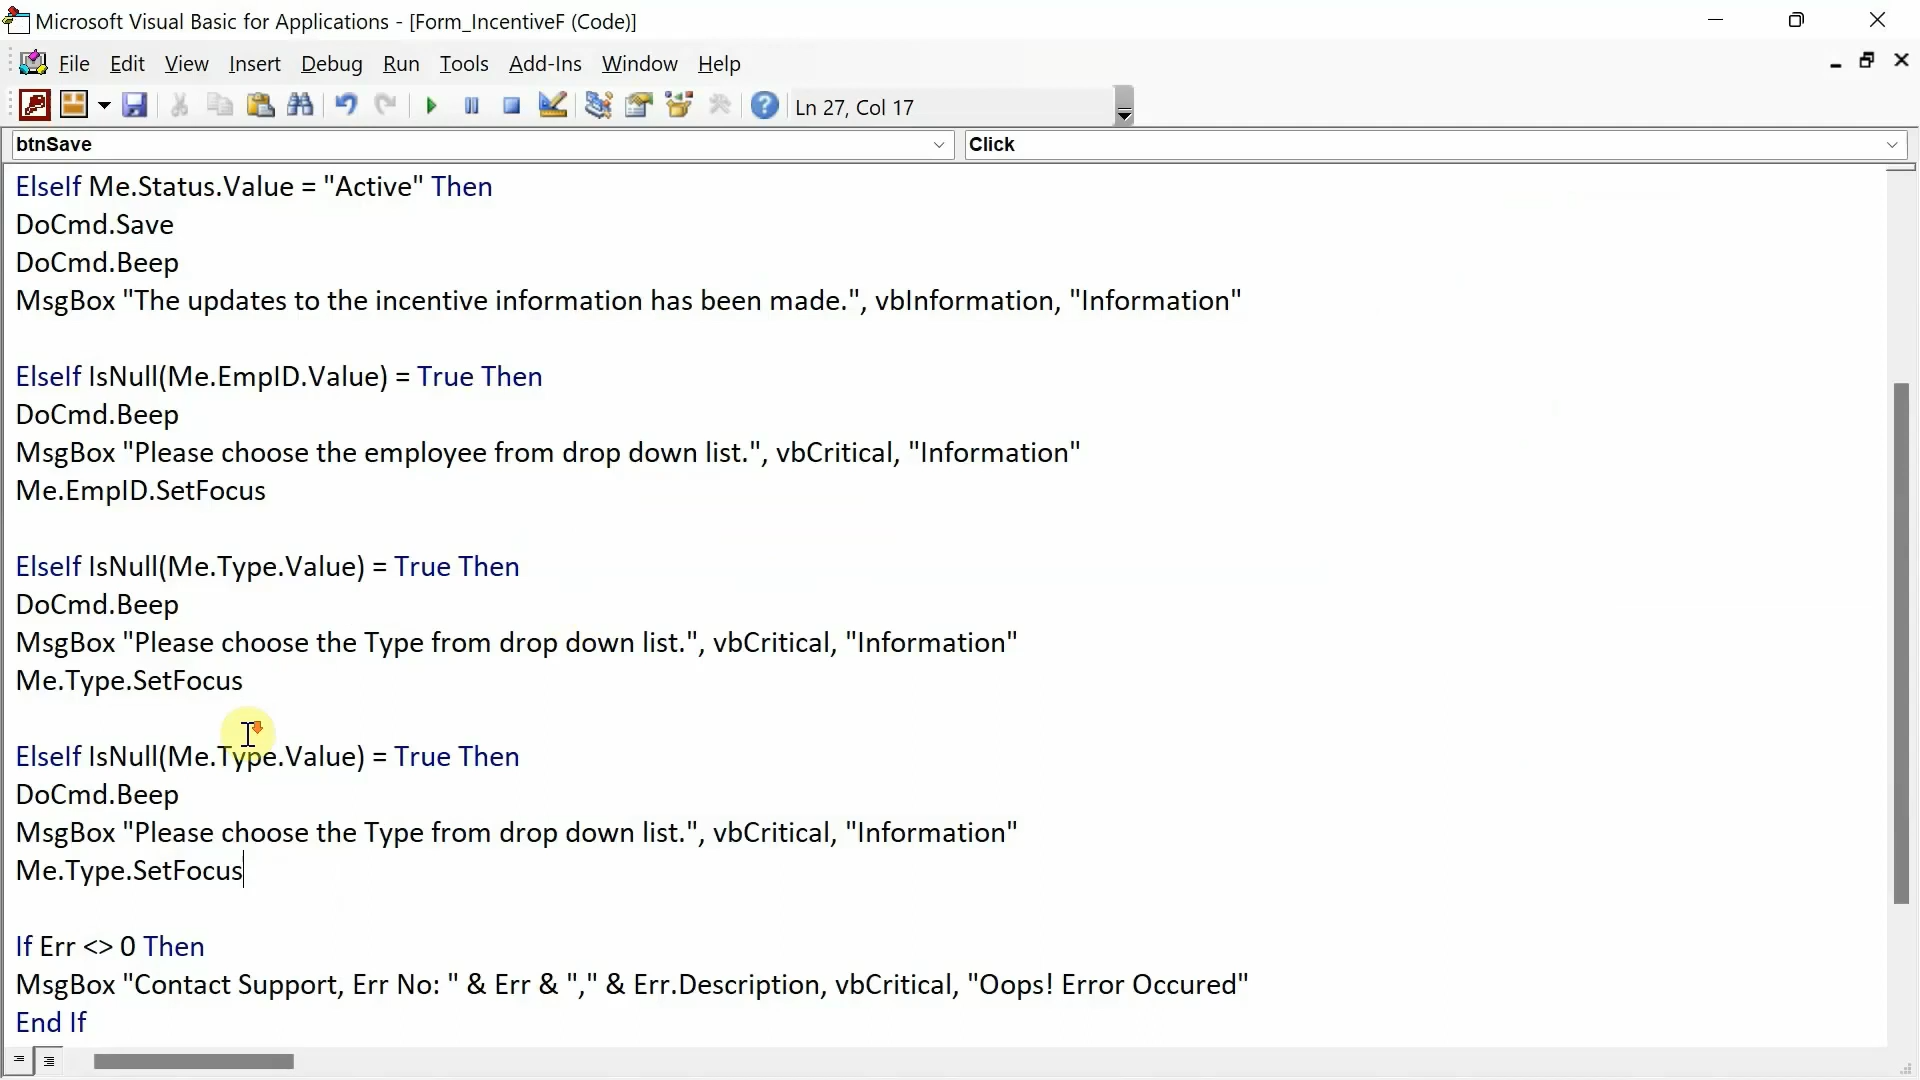 Microsoft Visual Basic for Applications - [Form_IncentiveF (Code)]
File Edit View Insert Debug Run Tools Add-Ins Window Help
Ln 27, Col 17
btnSave Click
ElseIf Me.Status.Value = "Active" Then
DoCmd.Save
DoCmd.Beep
MsgBox "The updates to the incentive information has been made.", vbInformation, "Information"
ElseIf IsNull(Me.EmpID.Value) = True Then
DoCmd.Beep
MsgBox "Please choose the employee from drop down list.", vbCritical, "Information"
Me.EmpID.SetFocus
ElseIf IsNull(Me.Type.Value) = True Then
DoCmd.Beep
MsgBox "Please choose the Type from drop down list.", vbCritical, "Information"
Me.Type.SetFocus
ElseIf IsNull(Me.Type.Value) = True Then
DoCmd.Beep
MsgBox "Please choose the Type from drop down list.", vbCritical, "Information"
Me.Type.SetFocus
If Err <> 0 Then
MsgBox "Contact Support, Err No: " & Err & "," & Err.Description, vbCritical, "Oops! Error Occured"
End If